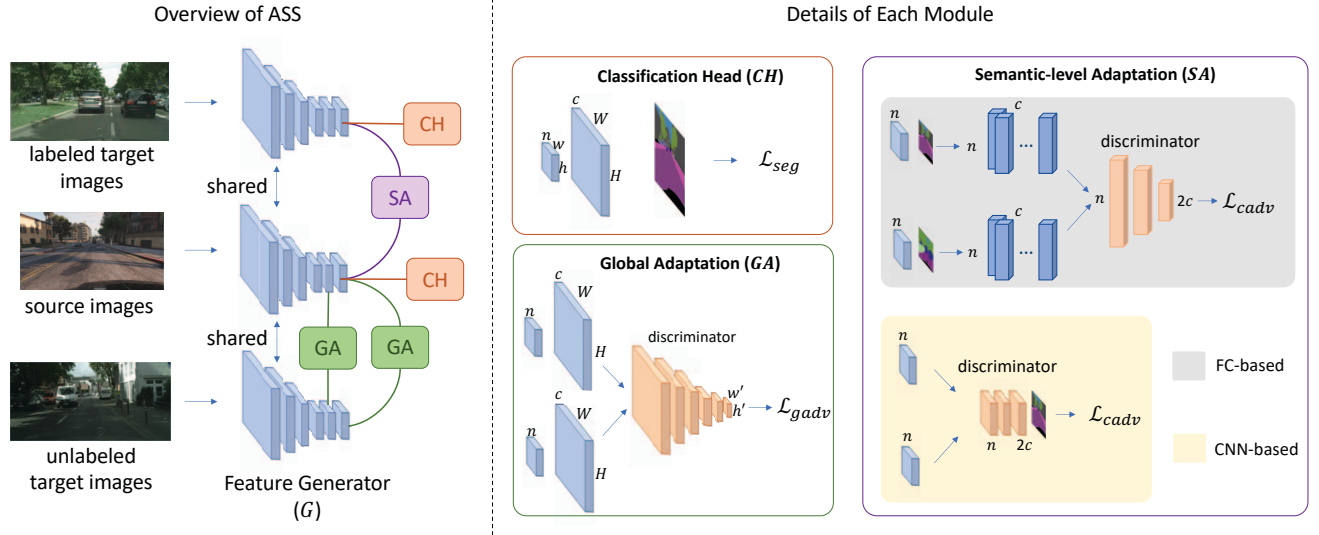 Overview of ASS
labeled target
images
shared
source images
shared
unlabeled
target images
CH
SA
CH
GA
GA
Feature Generator
(G)
Details of Each Module
Classification Head (CH)
c
W
n
w
h
H
ℒseg
Global Adaptation (GA)
c
W
n
H
discriminator
w'
h'
ℒgadv
c
W
n
H
Semantic-level Adaptation (SA)
n
c
n
...
discriminator
n
2c
ℒcadv
n
c
n
...
n
discriminator
n
2c
ℒcadv
n
FC-based
CNN-based